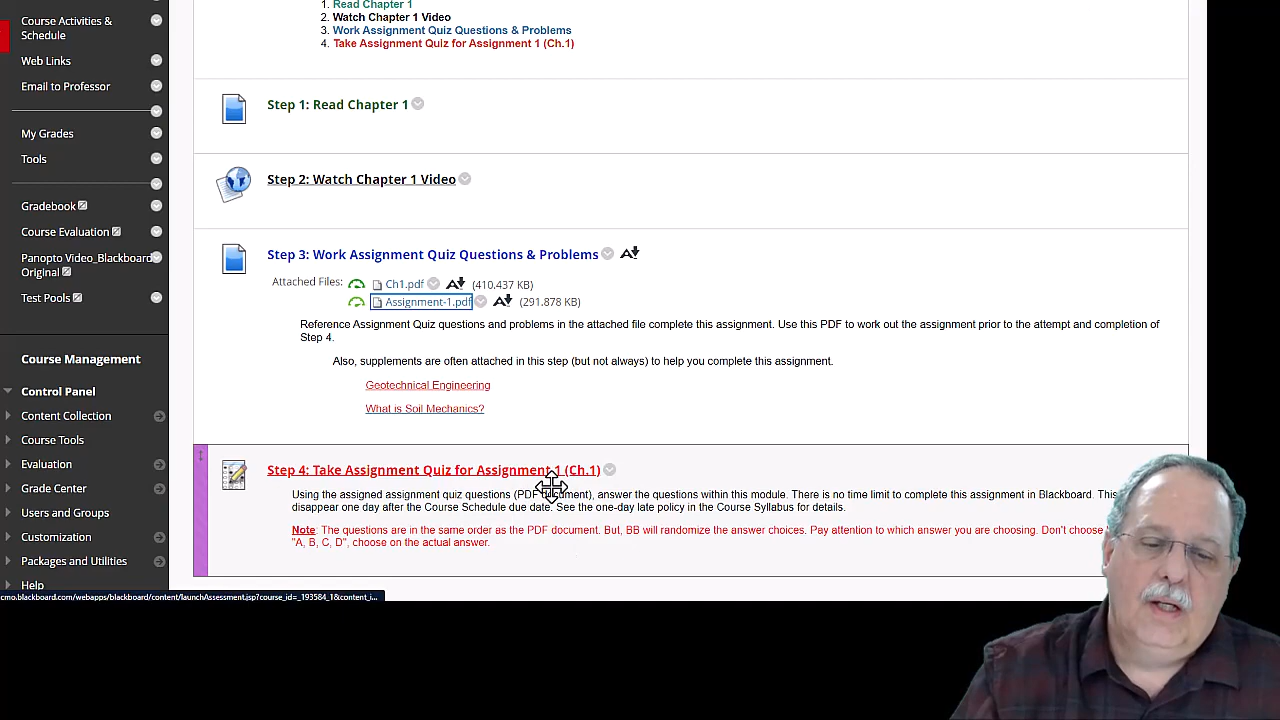 Course Activities &
Schedule
Web Links
Email to Professor
My Grades
Tools
Gradebook
Course Evaluation
Panopto Video_Blackboard
Original
Test Pools
Course Management
Control Panel
Content Collection
Course Tools
Evaluation
Grade Center
Users and Groups
Customization
Packages and Utilities
Help
1. Read Chapter 1
2. Watch Chapter 1 Video
3. Work Assignment Quiz Questions & Problems
4. Take Assignment Quiz for Assignment 1 (Ch.1)
Step 1: Read Chapter 1
Step 2: Watch Chapter 1 Video
Step 3: Work Assignment Quiz Questions & Problems
Attached Files: Ch1.pdf (410.437 KB)
Assignment-1.pdf (291.878 KB)
Reference Assignment Quiz questions and problems in the attached file complete this assignment. Use this PDF to work out the assignment prior to the attempt and completion of
Step 4.
Also, supplements are often attached in this step (but not always) to help you complete this assignment.
Geotechnical Engineering
What is Soil Mechanics?
Step 4: Take Assignment Quiz for Assignment 1 (Ch.1)
Using the assigned assignment quiz questions (PDF document), answer the questions within this module. There is no time limit to complete this assignment in Blackboard. This
disappear one day after the Course Schedule due date. See the one-day late policy in the Course Syllabus for details.
Note: The questions are in the same order as the PDF document. But, BB will randomize the answer choices. Pay attention to which answer you are choosing. Don't choose
"A, B, C, D", choose on the actual answer.
cmo.blackboard.com/webapps/blackboard/content/launchAssessment.jsp?course_id=_193584_1&content_i...